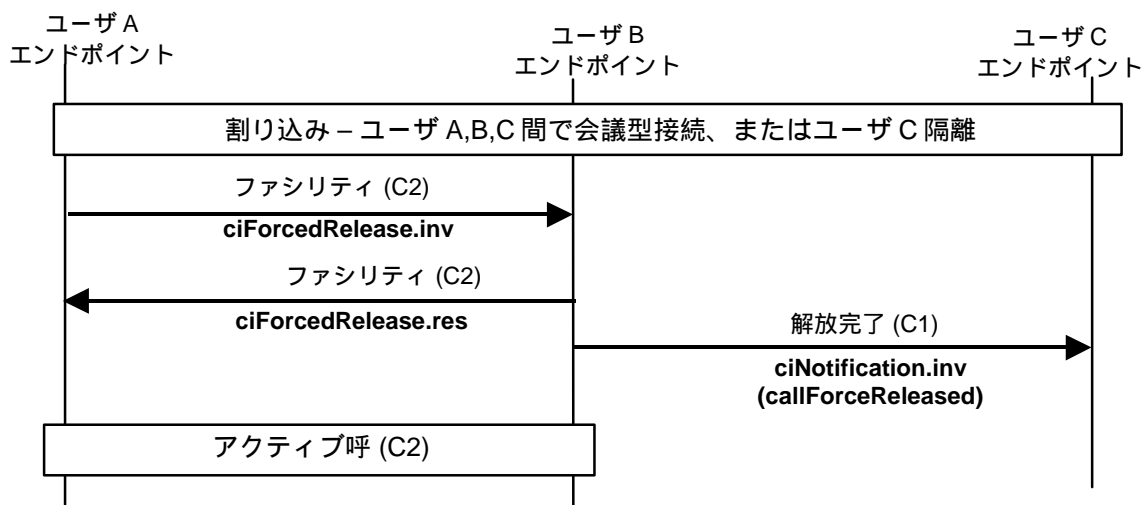 ユーザ A
エンドポイント
ユーザ B
エンドポイント
ユーザ C
エンドポイント
割り込み – ユーザ A,B,C 間で会議型接続、またはユーザ C 隔離
ファシリティ (C2)
ciForcedRelease.inv
ファシリティ (C2)
ciForcedRelease.res
解放完了 (C1)
ciNotification.inv
(callForceReleased)
アクティブ呼 (C2)